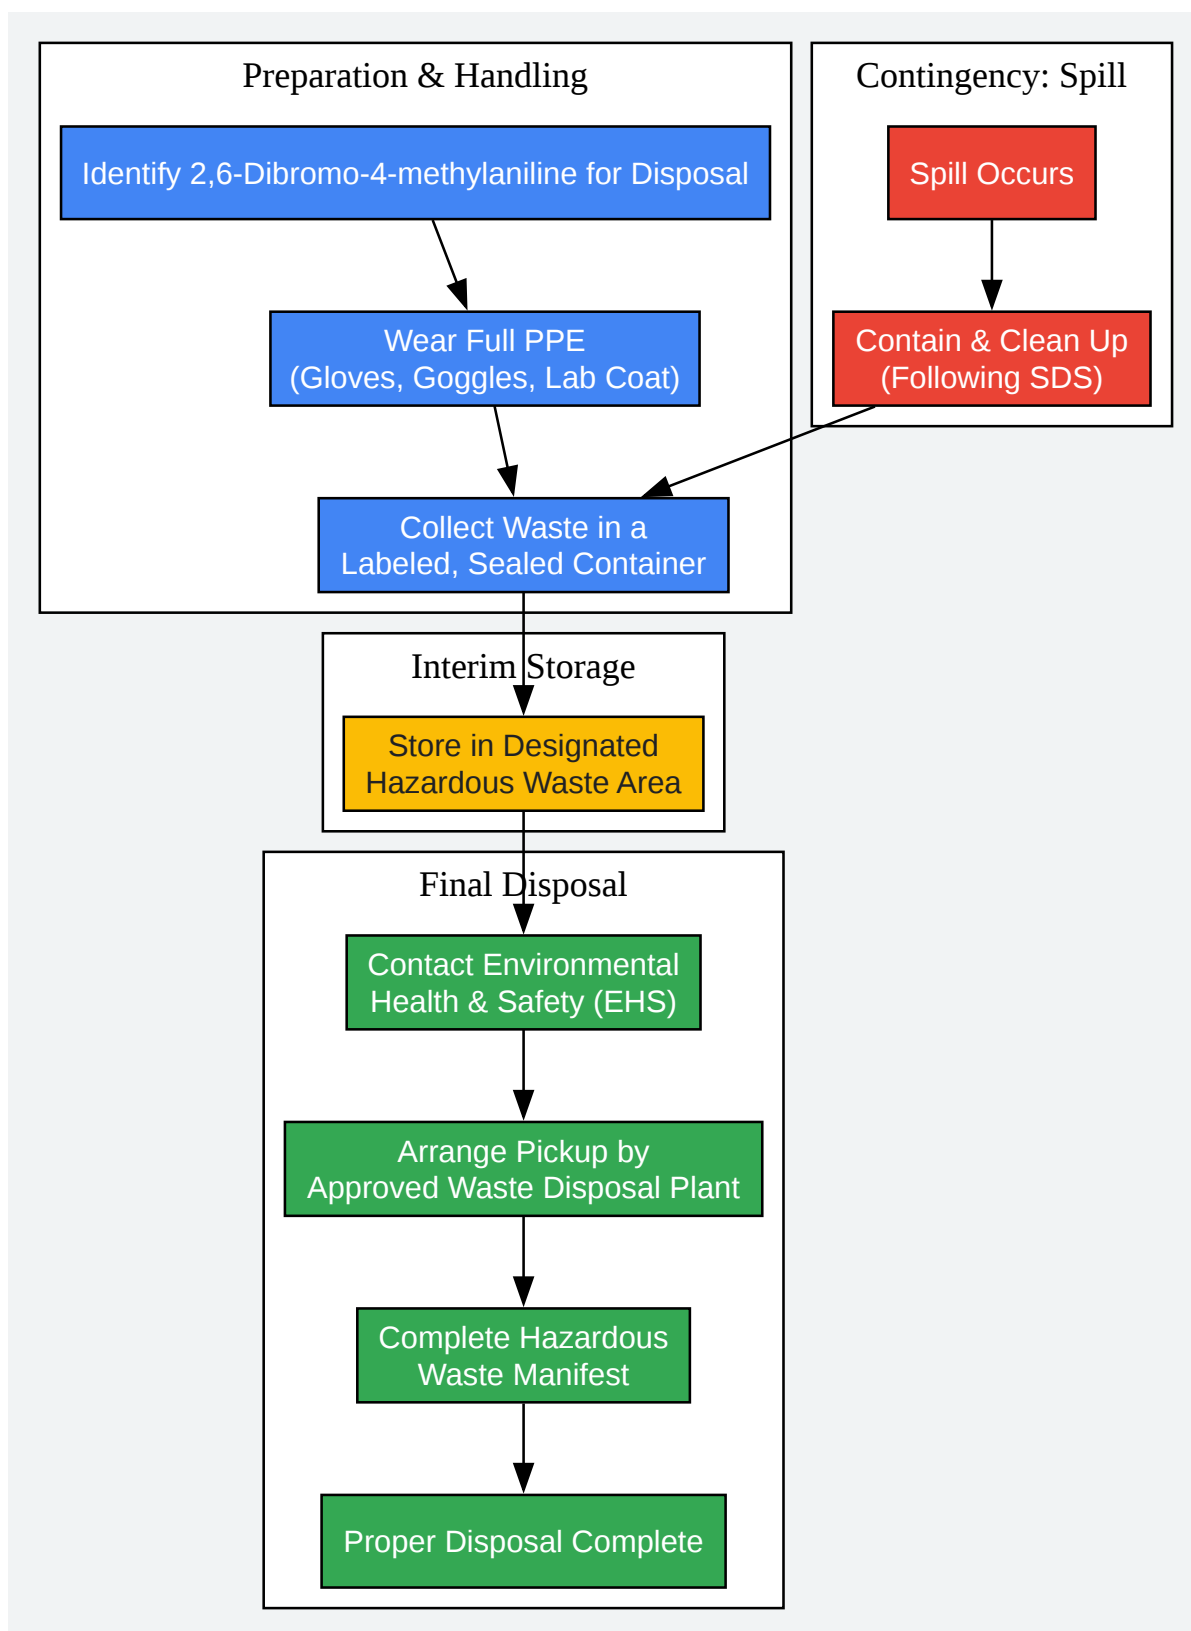 Preparation & Handling
Identify 2,6-Dibromo-4-methylaniline for Disposal
Wear Full PPE
(Gloves, Goggles, Lab Coat)
Collect Waste in a
Labeled, Sealed Container
Contingency: Spill
Spill Occurs
Contain & Clean Up
(Following SDS)
Interim Storage
Store in Designated
Hazardous Waste Area
Final Disposal
Contact Environmental
Health & Safety (EHS)
Arrange Pickup by
Approved Waste Disposal Plant
Complete Hazardous
Waste Manifest
Proper Disposal Complete